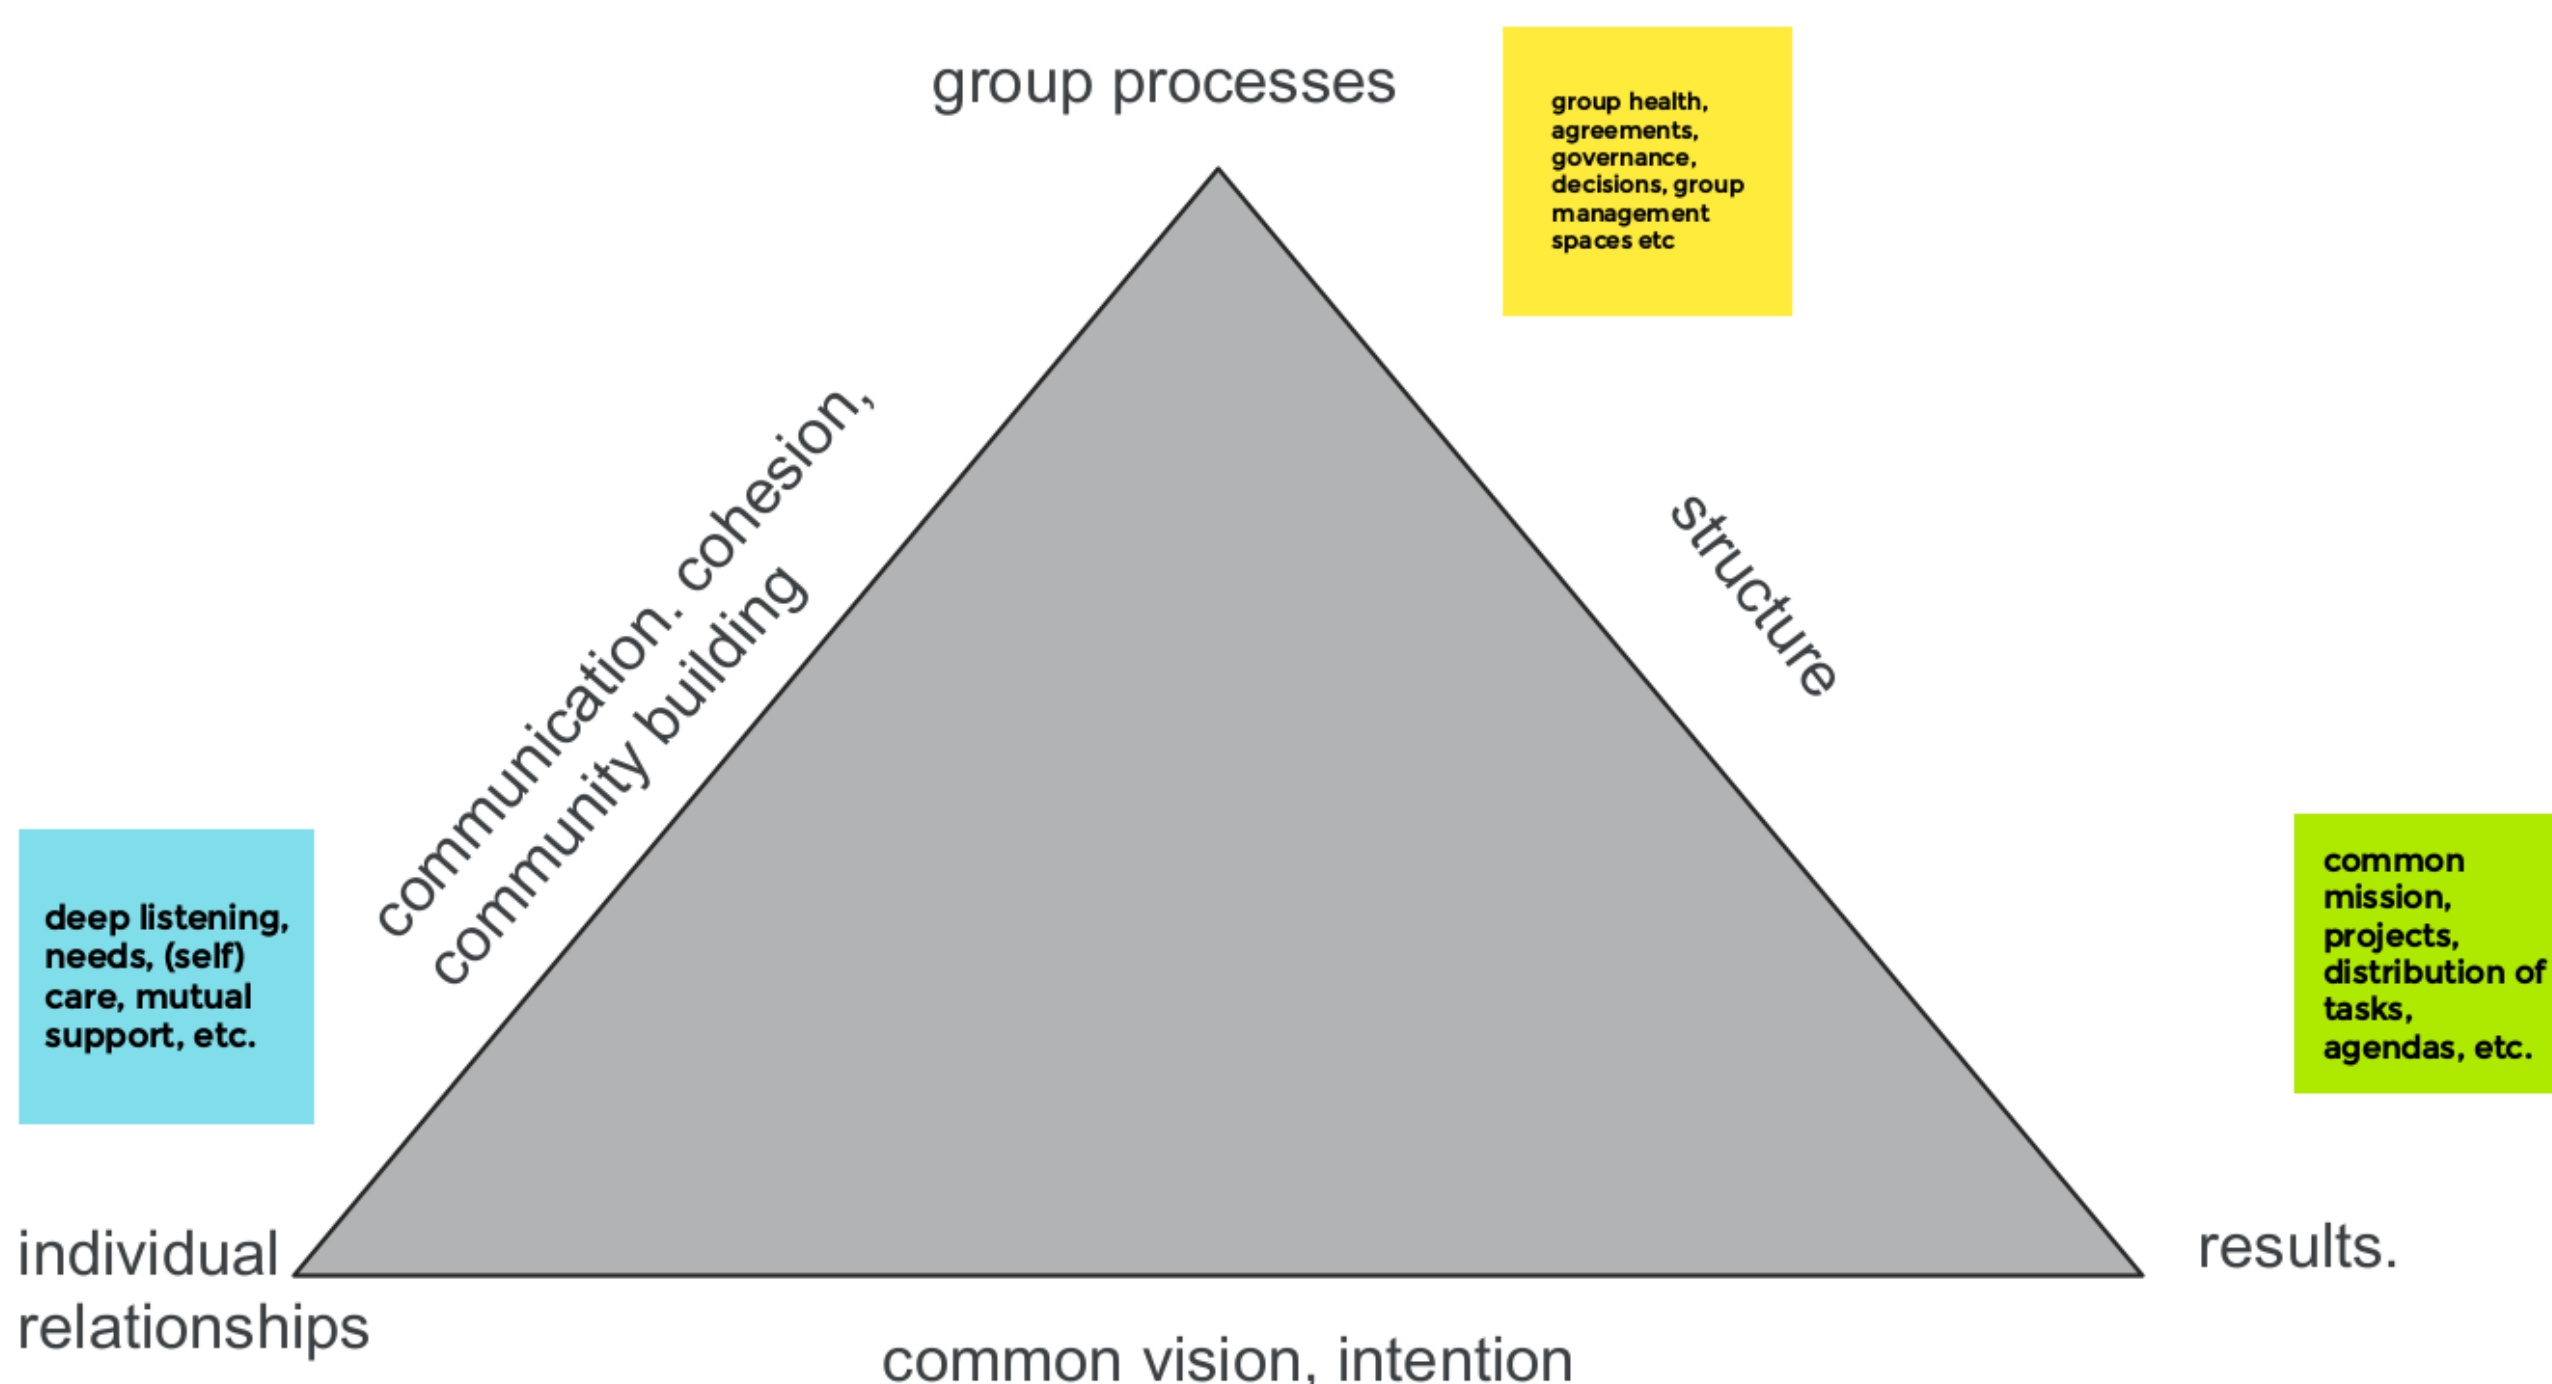 group processes
group health,
agreements,
governance,
decisions, group
management
spaces etc
communication. cohesion,
community building
structure
deep listening,
needs, (self)
care, mutual
support, etc.
common
mission,
projects,
distribution of
tasks,
agendas, etc.
individual
relationships
results.
common vision, intention